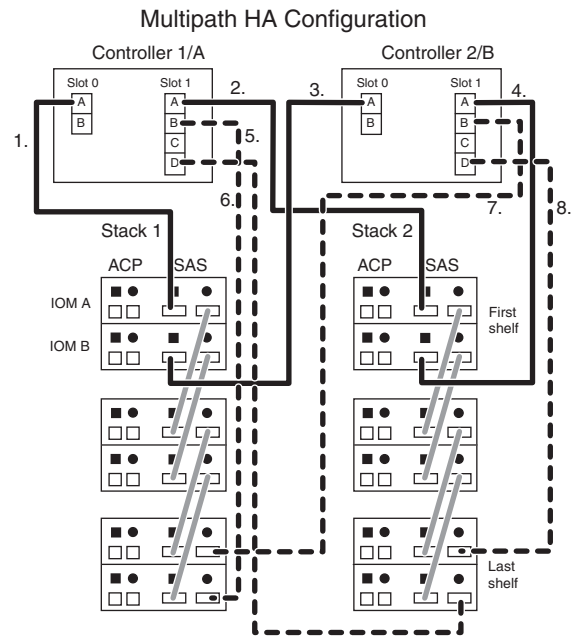 Multipath HA Configuration
Controller 1/A
Controller 2/B
Slot 0
Slot 1
2.
3.
Slot 0
Slot 1
4.
A
A
A
A
B
B
B
B
1.
5.
C
C
D
D
6.
7.
8.
Stack 1
Stack 2
ACP
SAS
ACP
SAS
IOM A
First
shelf
IOM B
Last
shelf